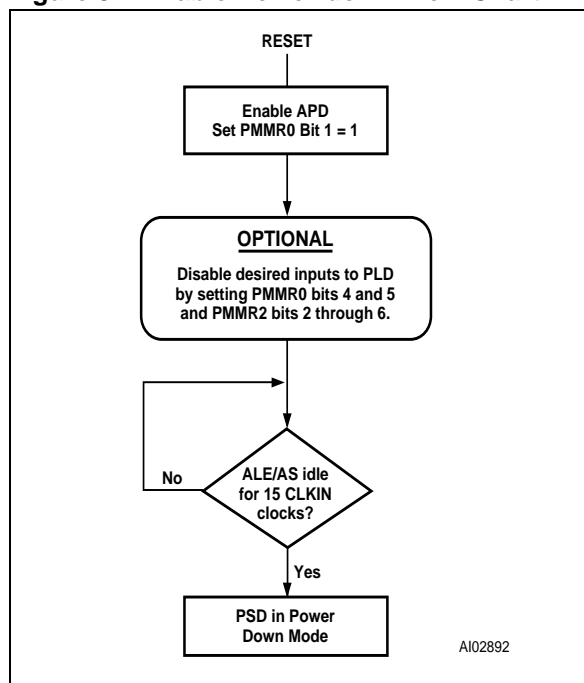 RESET
Enable APD
Set PMMR0 Bit 1 = 1
OPTIONAL
Disable desired inputs to PLD
by setting PMMR0 bits 4 and 5
and PMMR2 bits 2 through 6.
No
ALE/AS idle
for 15 CLKIN
clocks?
Yes
PSD in Power
Down Mode
AI02892